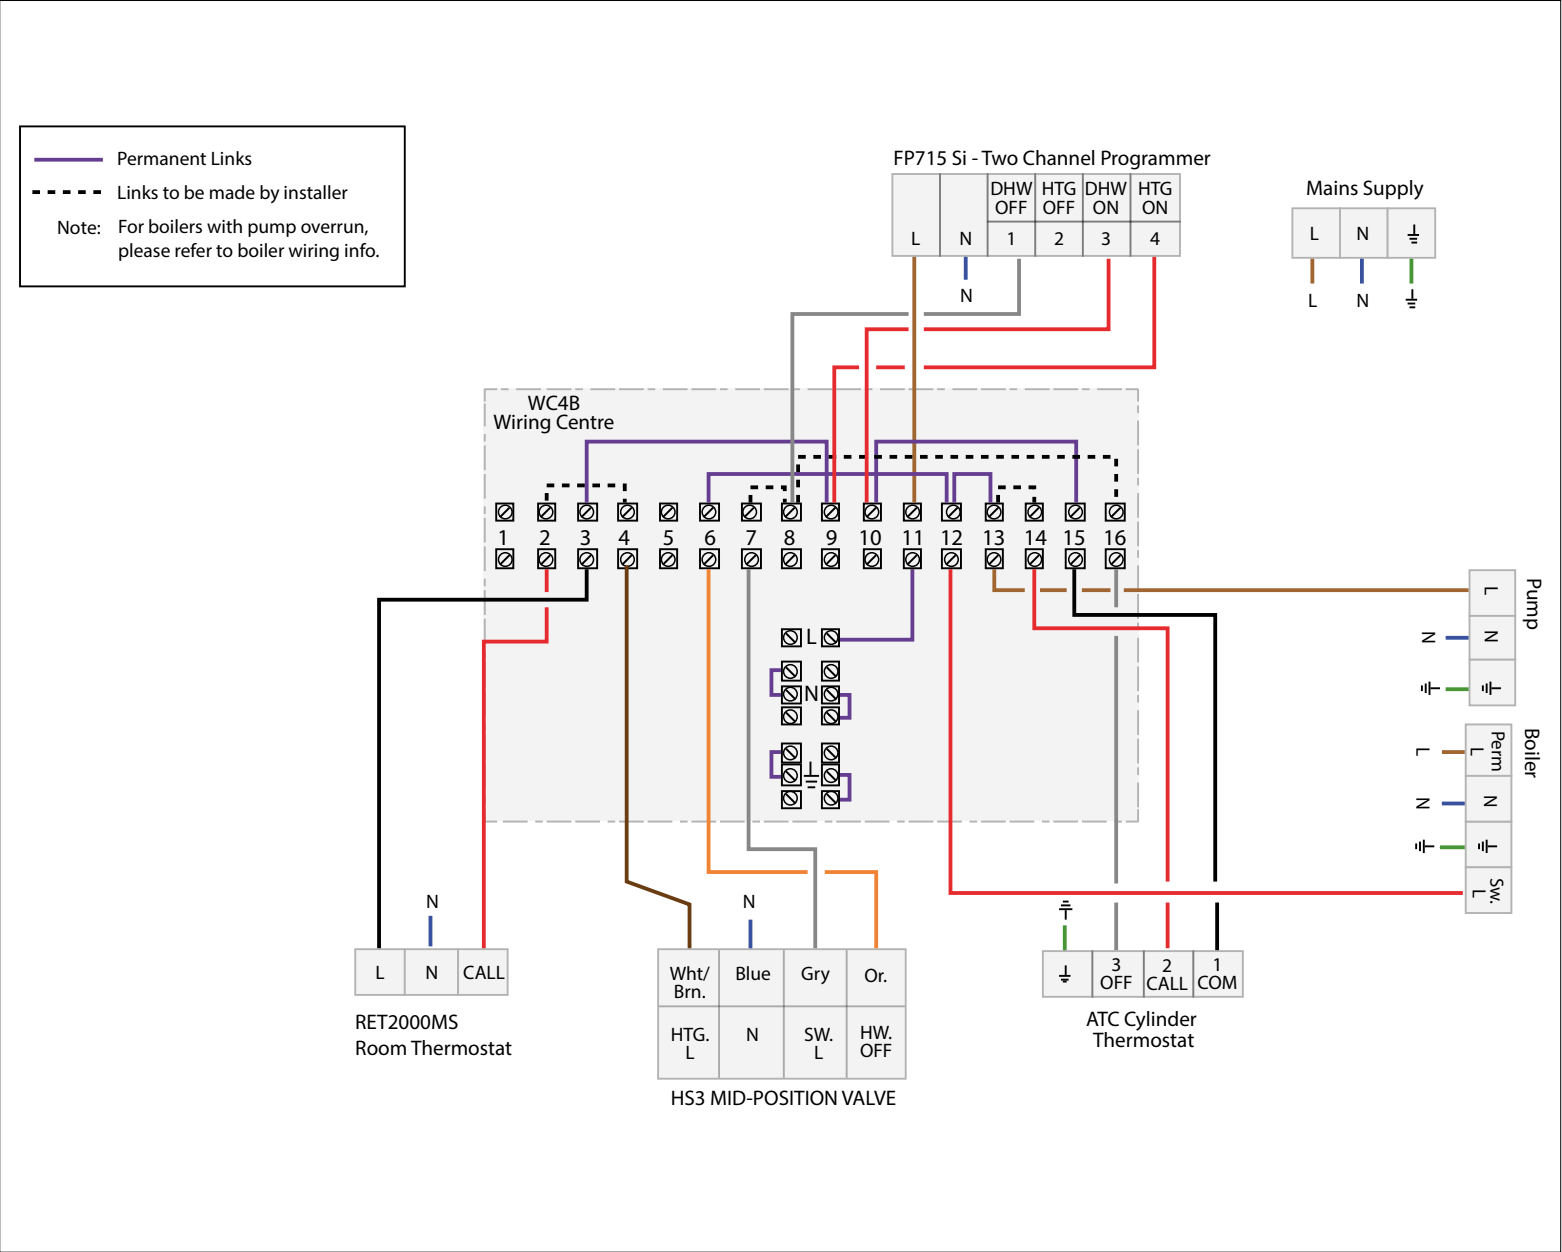 Permanent Links
Links to be made by installer
Note: For boilers with pump overrun,
please refer to boiler wiring info.
FP715 Si - Two Channel Programmer
DHW HTG DHW HTG
OFF OFF ON ON
L N 1 2 3 4
N
Mains Supply
L N
L N
WC4B
Wiring Centre
1 2 3 4 5 6 7 8 9 10 11 12 13 14 15 16
L
N
Pump
L
N N
Boiler
L Perm
L
N N
Sw.
L
N
L N CALL
RET2000MS
Room Thermostat
N
Wht/ Blue Gry Or.
Brn.
HTG. N SW. HW.
L L OFF
HS3 MID-POSITION VALVE
3 2 1
OFF CALL COM
ATC Cylinder
Thermostat